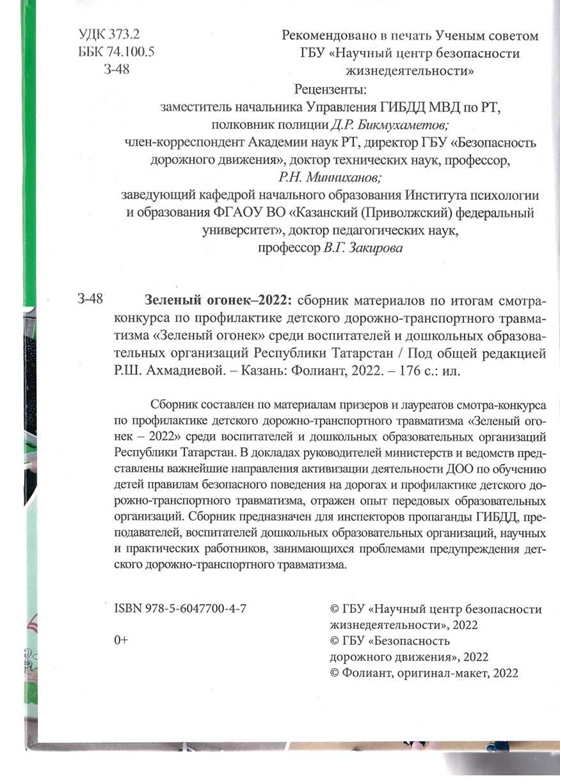 УДК 373.2
ББК 74.100.5
З-48
Рекомендовано в печать Ученым советом
ГБУ «Научный центр безопасности
жизнедеятельности»
Рецензенты:
заместитель начальника Управления ГИБДД МВД по РТ,
полковник полиции Д.Р. Бикмухаметов;
член-корреспондент Академии наук РТ, директор ГБУ «Безопасность
дорожного движения», доктор технических наук, профессор,
Р.Н. Минниханов;
заведующий кафедрой начального образования Института психологии
и образования ФГАОУ ВО «Казанский (Приволжский) федеральный
университет», доктор педагогических наук,
профессор В.Г. Закирова
З-48 Зеленый огонек–2022: сборник материалов по итогам смотра-
конкурса по профилактике детского дорожно-транспортного травма-
тизма «Зеленый огонек» среди воспитателей и дошкольных образова-
тельных организаций Республики Татарстан / Под общей редакцией
Р.Ш. Ахмадиевой. – Казань: Фолиант, 2022. – 176 с.: ил.
Сборник составлен по материалам призеров и лауреатов смотра-конкурса
по профилактике детского дорожно-транспортного травматизма «Зеленый ого-
нек – 2022» среди воспитателей и дошкольных образовательных организаций
Республики Татарстан. В докладах руководителей министерств и ведомств пред-
ставлены важнейшие направления активизации деятельности ДОО по обучению
детей правилам безопасного поведения на дорогах и профилактике детского до-
рожно-транспортного травматизма, отражен опыт передовых образовательных
организаций. Сборник предназначен для инспекторов пропаганды ГИБДД, пре-
подавателей, воспитателей дошкольных образовательных организаций, научных
и практических работников, занимающихся проблемами предупреждения дет-
ского дорожно-транспортного травматизма.
ISBN 978-5-6047700-4-7
0+
© ГБУ «Научный центр безопасности
жизнедеятельности», 2022
© ГБУ «Безопасность
дорожного движения», 2022
© Фолиант, оригинал-макет, 2022